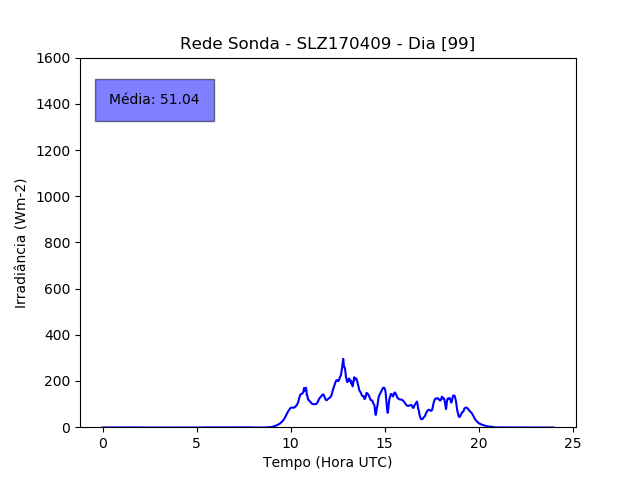 Rede Sonda - SLZ170409 - Dia [99]
Média: 51.04
Irradiância (Wm-2)
1600
1400
1200
1000
800
600
400
200
0
0 5 10 15 20 25
Tempo (Hora UTC)